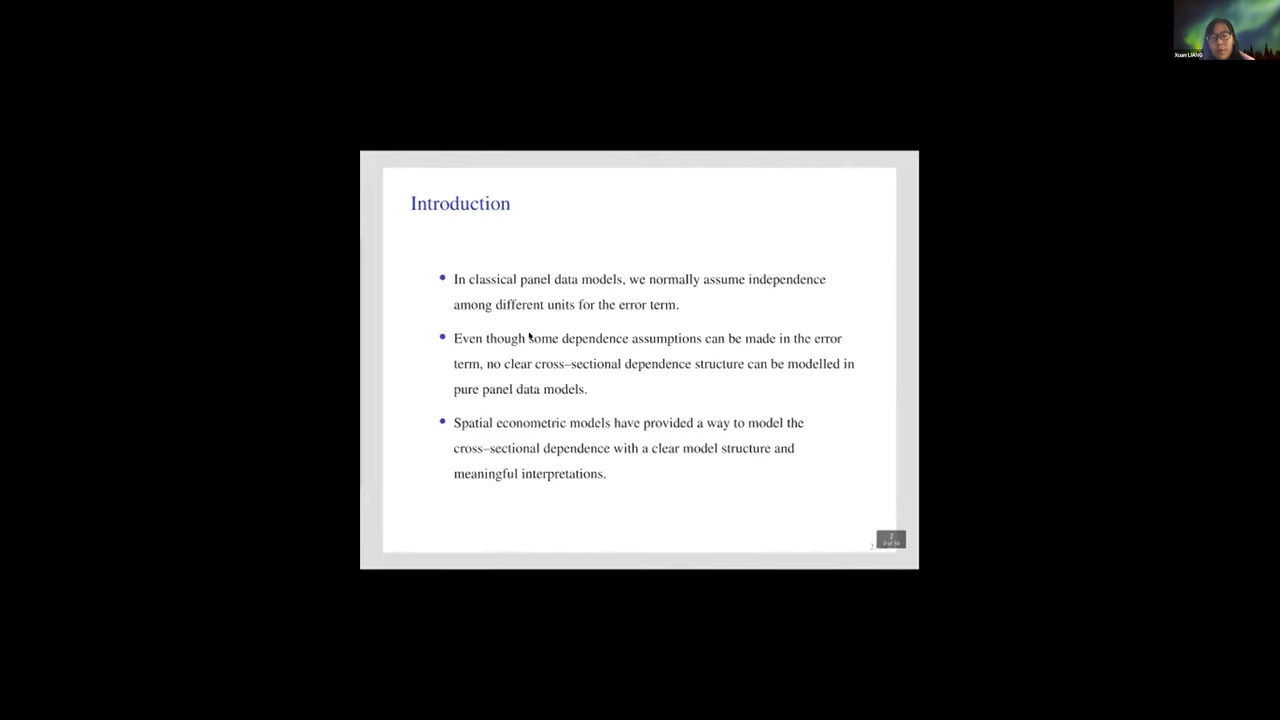 Xuan LIANG
Introduction
• In classical panel data models, we normally assume independence
among different units for the error term.
• Even though some dependence assumptions can be made in the error
term, no clear cross–sectional dependence structure can be modelled in
pure panel data models.
• Spatial econometric models have provided a way to model the
cross–sectional dependence with a clear model structure and
meaningful interpretations.
2